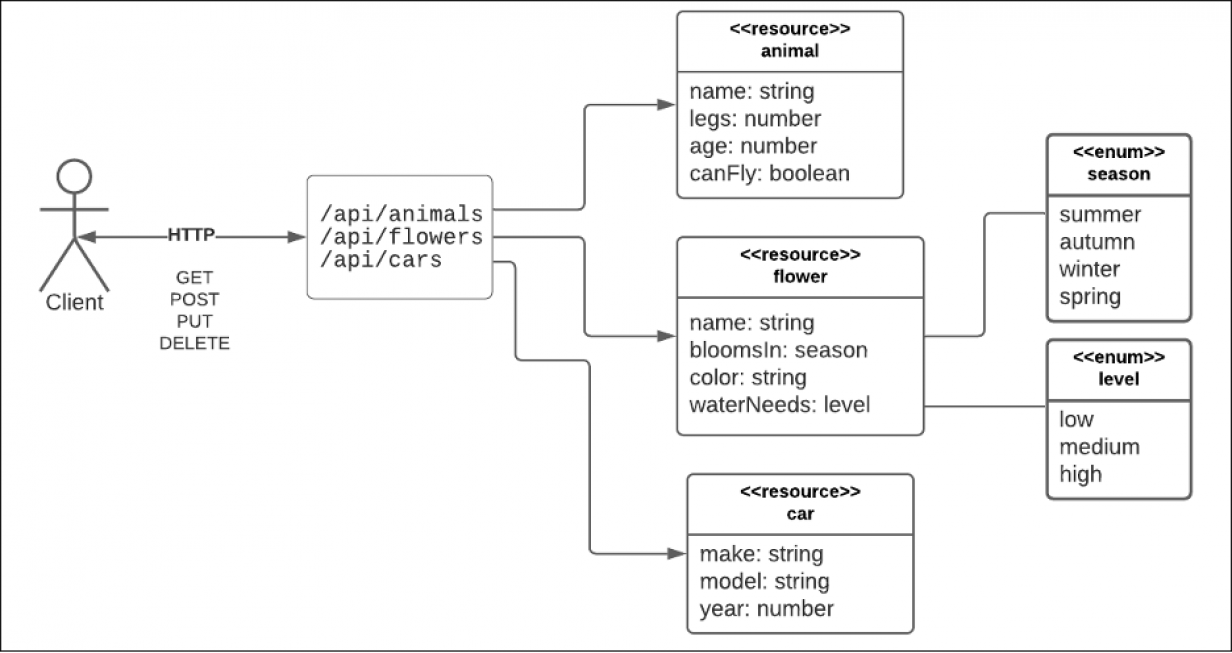 Client
HTTP
GET
POST
PUT
DELETE
/api/animals
/api/flowers
/api/cars
<<resource>>
animal
name: string
legs: number
age: number
canFly: boolean
<<resource>>
flower
name: string
bloomsIn: season
color: string
waterNeeds: level
<<resource>>
car
make: string
model: string
year: number
<<enum>>
season
summer
autumn
winter
spring
<<enum>>
level
low
medium
high